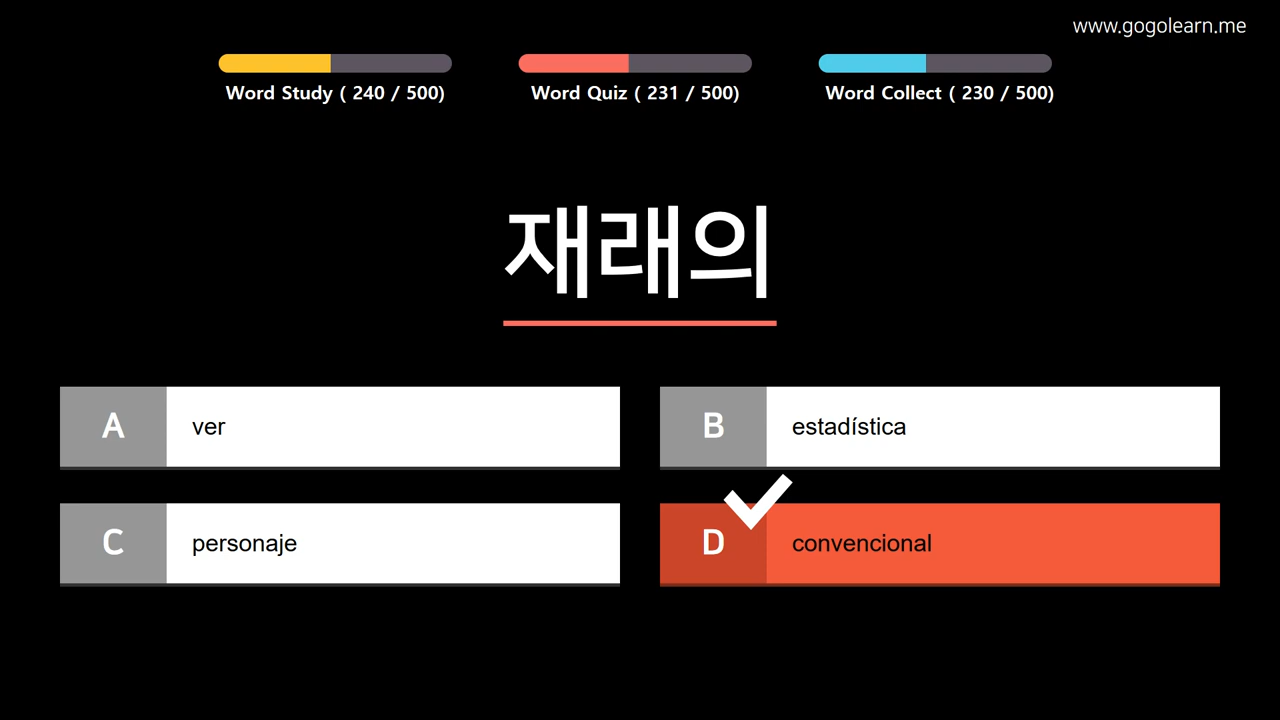 www.gogolearn.me
Word Study ( 240 / 500)
Word Quiz ( 231 / 500)
Word Collect ( 230 / 500)
재래의
A ver
B estadística
C personaje
D convencional